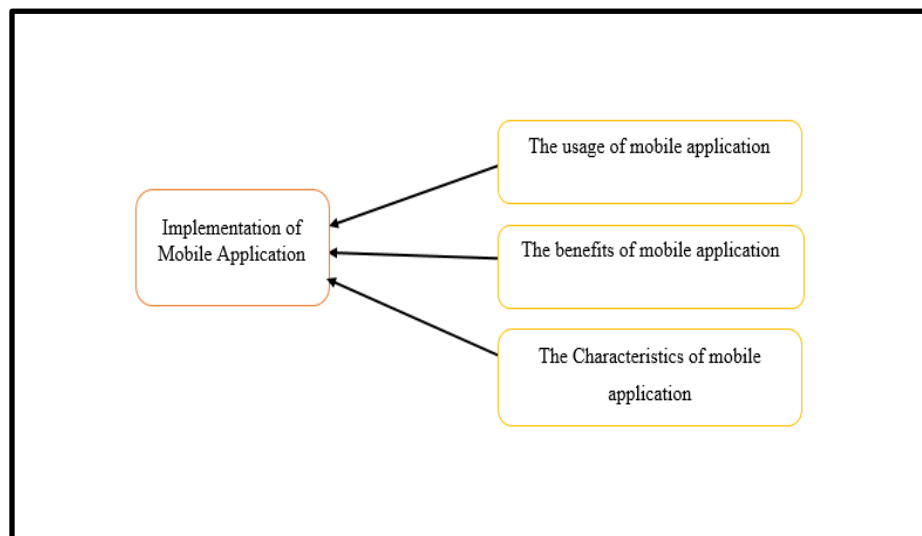 Implementation of
Mobile Application
The usage of mobile application
The benefits of mobile application
The Characteristics of mobile
application